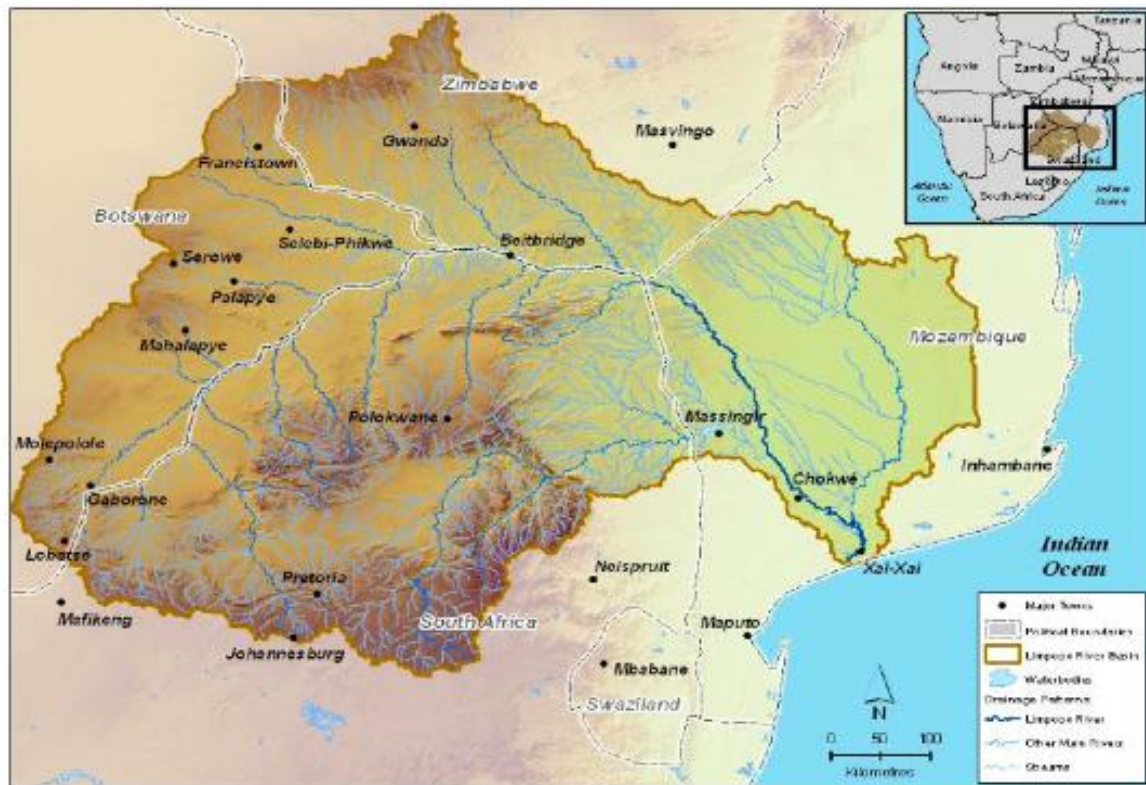 Zimbabwe
Masvingo
Gwanda
Francistown
Botswana
Selebi-Phikwe
Beitbridge
Serowe
Palapye
Mahalapye
Mozambique
Polokwane
Massingir
Molepolole
Inhambane
Gaborone
Chokwe
Lobatse
Xai-Xai
Indian
Ocean
Pretoria
Nelspruit
Mafikeng
South Africa
Maputo
Johannesburg
Mbabane
Swaziland
N
0 50 100
Kilometres
Major Towns
Political Boundaries
Limpopo River Basin
Waterbodies
Drainage Patterns
Limpopo River
Other Main Rivers
Streams
Tanzania
Angola
Zambia
Malawi
Zimbabwe
Namibia
Botswana
Swaziland
South Africa
Atlantic
Ocean
Indian
Ocean